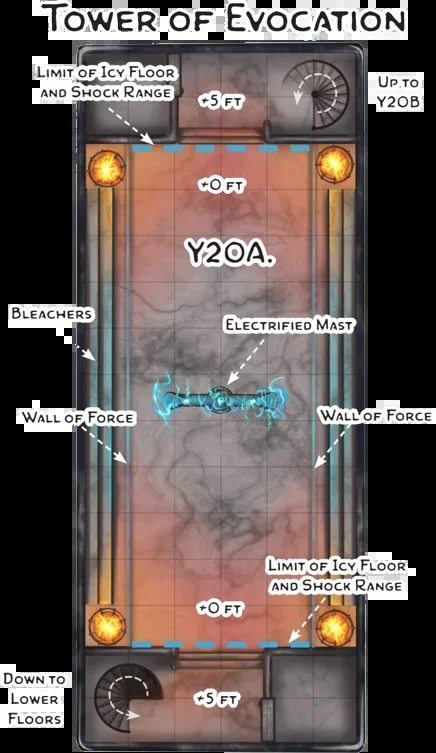 Tower of Evocation
Limit of Icy Floor
and Shock Range
+5 ft
Up to
Y20B
+0 ft
Y20A.
Bleachers
Electrified Mast
Wall of Force
Wall of Force
Limit of Icy Floor
and Shock Range
+0 ft
Down to
Lower
Floors
+5 ft